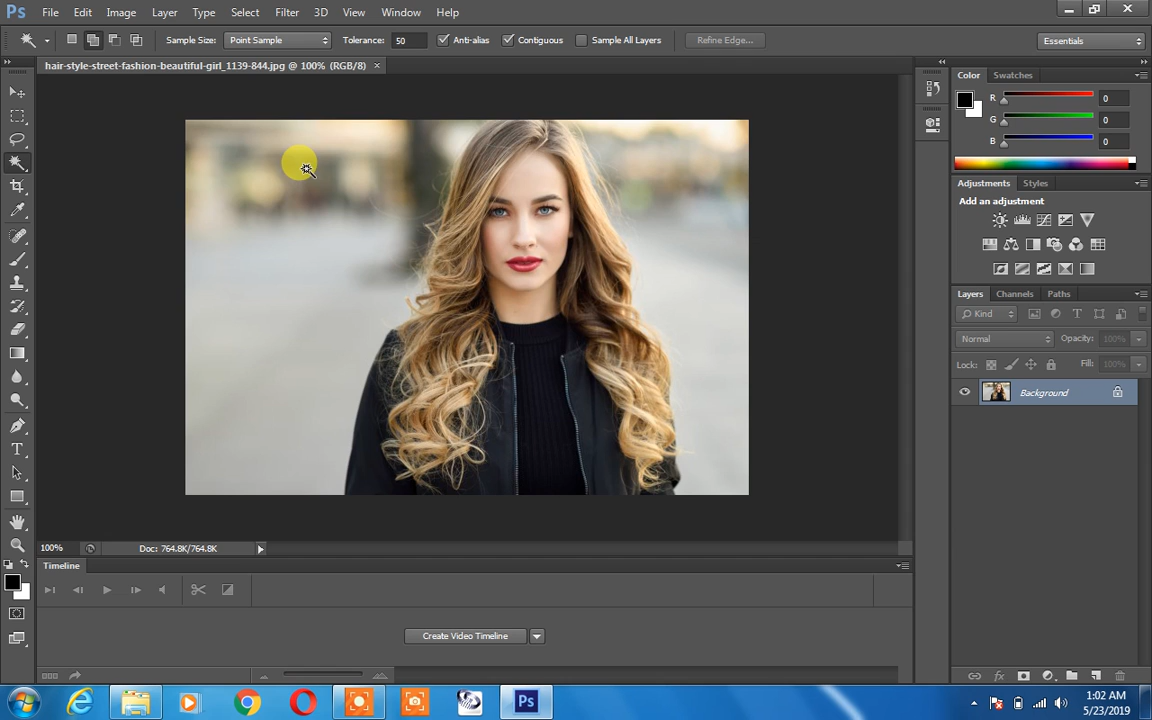 Ps File Edit Image Layer Type Select Filter 3D View Window Help
Sample Size: Point Sample Tolerance: 50 Anti-alias Contiguous Sample All Layers Refine Edge... Essentials
hair-style-street-fashion-beautiful-girl_1139-844.jpg @ 100% (RGB/8) ×
Color Swatches
R 0
G 0
B 0
Adjustments Styles
Add an adjustment
Layers Channels Paths
Kind
Normal Opacity: 100%
Lock: Fill: 100%
Background
100% Doc: 764.8K/764.8K
Timeline
Create Video Timeline
Ps
1:02 AM
5/23/2019